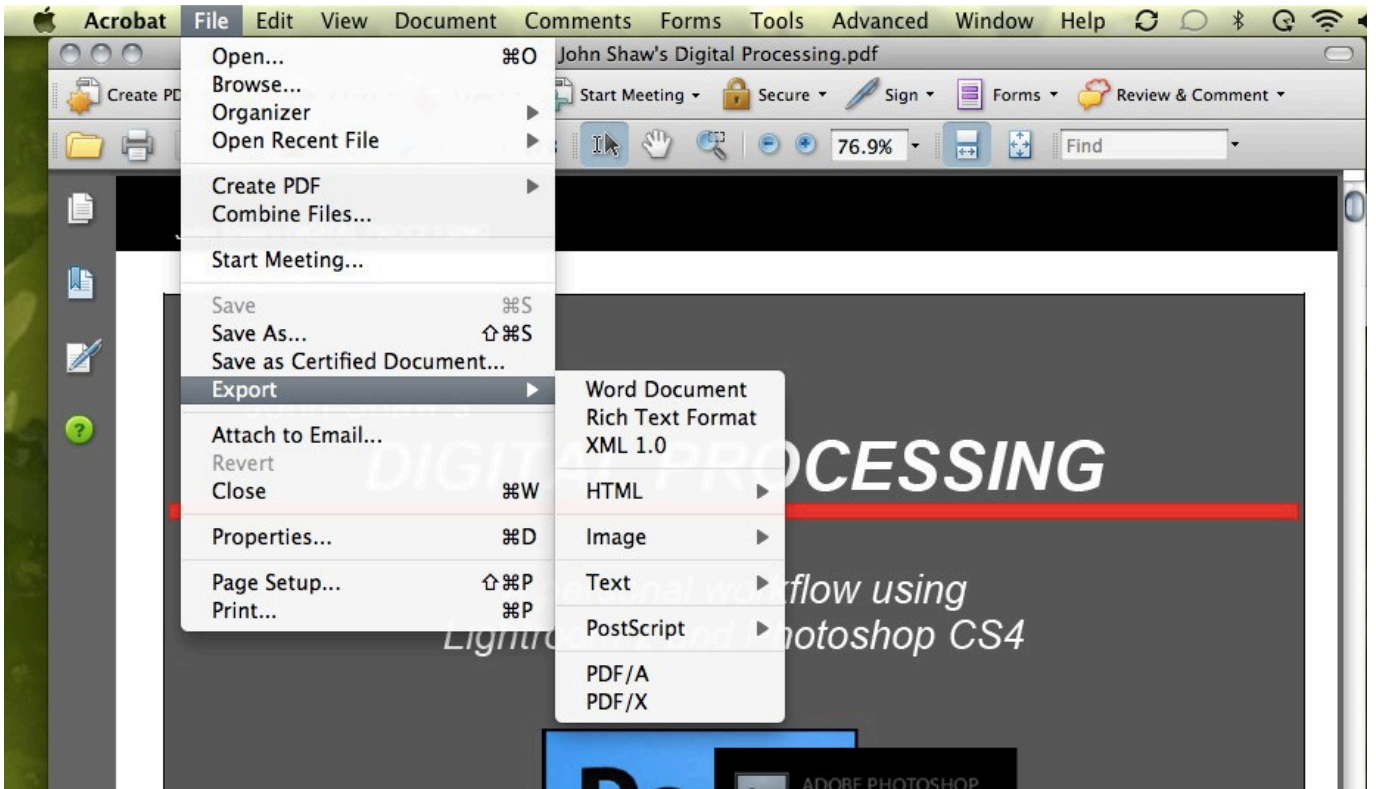 Acrobat File Edit View Document Comments Forms Tools Advanced Window Help
John Shaw's Digital Processing.pdf
Create PD Start Meeting Secure Sign Forms Review & Comment
76.9% Find
Open... ⌘O
Browse...
Organizer
Open Recent File
Create PDF
Combine Files...
Start Meeting...
Save ⌘S
Save As... ⇧⌘S
Save as Certified Document...
Export
Attach to Email...
Revert
Close ⌘W
Properties... ⌘D
Page Setup... ⇧⌘P
Print... ⌘P
Word Document
Rich Text Format
XML 1.0
HTML
Image
Text
PostScript
PDF/A
PDF/X
DIGITAL PROCESSING
workflow using
Lightroom and Photoshop CS4
ADOBE PHOTOSHOP